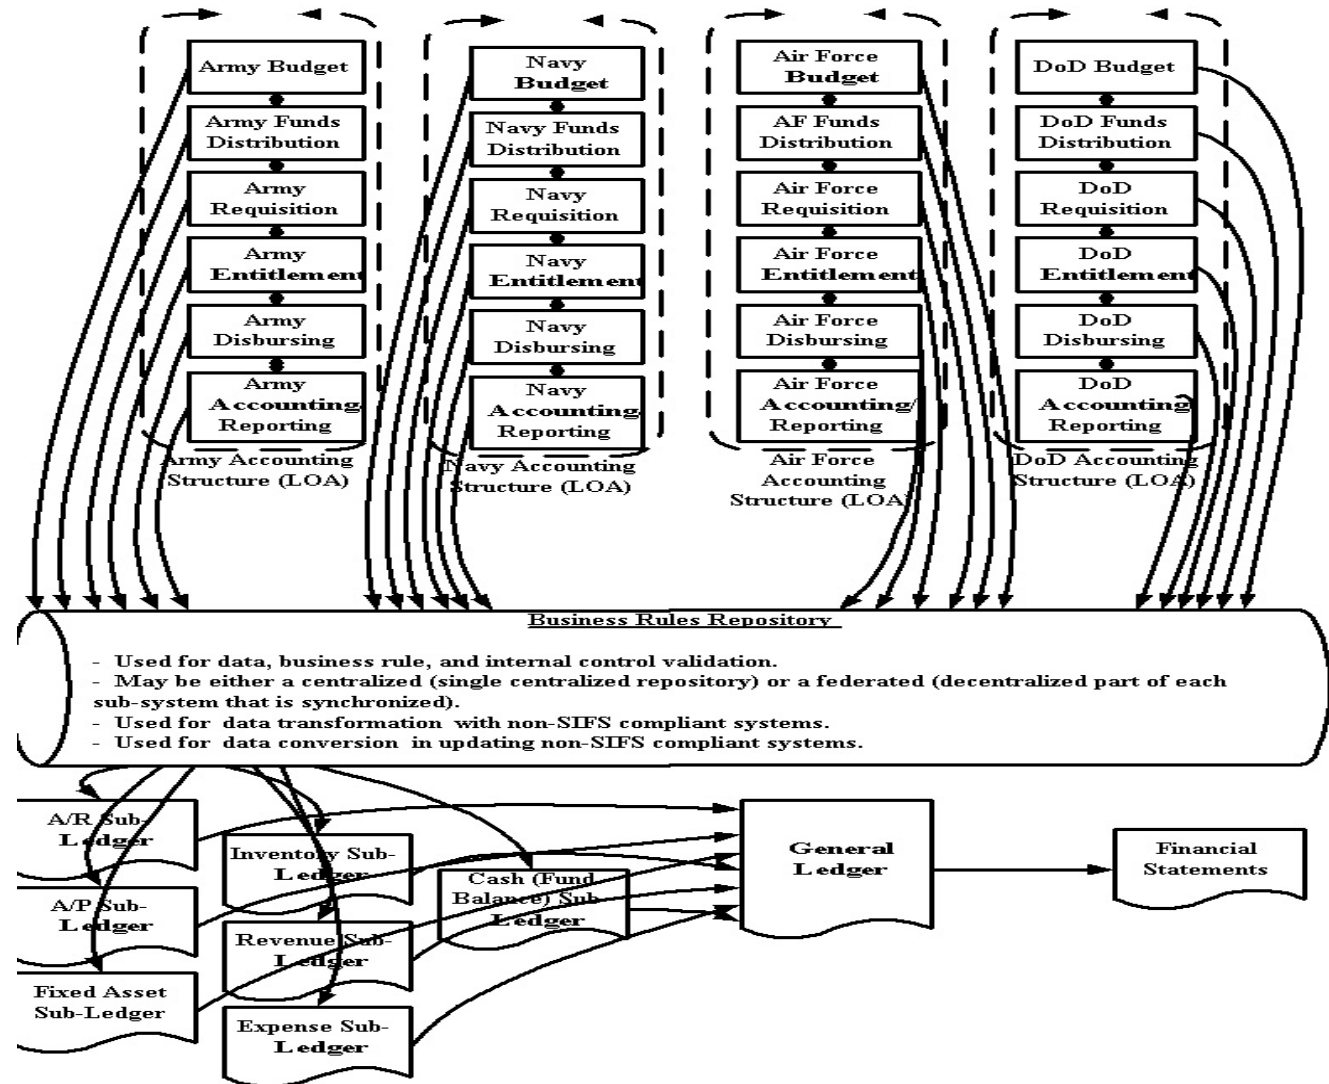 Army Budget
Army Funds
Distribution
Army
Requisition
Army
Entitlement
Army
Disbursing
Army
Accounting/
Reporting
Army Accounting
Structure (LOA)
Navy
Budget
Navy Funds
Distribution
Navy
Requisition
Navy
Entitlement
Navy
Disbursing
Navy
Accounting/
Reporting
Navy Accounting
Structure (LOA)
Air Force
Budget
AF Funds
Distribution
Air Force
Requisition
Air Force
Entitlement
Air Force
Disbursing
Air Force
Accounting/
Reporting
Air Force
Accounting
Structure (LOA)
DoD Budget
DoD Funds
Distribution
DoD
Requisition
DoD
Entitlement
DoD
Disbursing
DoD
Accounting/
Reporting
DoD Accounting
Structure (LOA)
Business Rules Repository
- Used for data, business rule, and internal control validation.
- May be either a centralized (single centralized repository) or a federated (decentralized part of each
sub-system that is synchronized).
- Used for data transformation with non-SIFS compliant systems.
- Used for data conversion in updating non-SIFS compliant systems.
A/R Sub-
Ledger
A/P Sub-
Ledger
Fixed Asset
Sub-Ledger
Inventory Sub-
Ledger
Revenue Sub-
Ledger
Expense Sub-
Ledger
Cash (Fund
Balance) Sub-
Ledger
General
Ledger
Financial
Statements